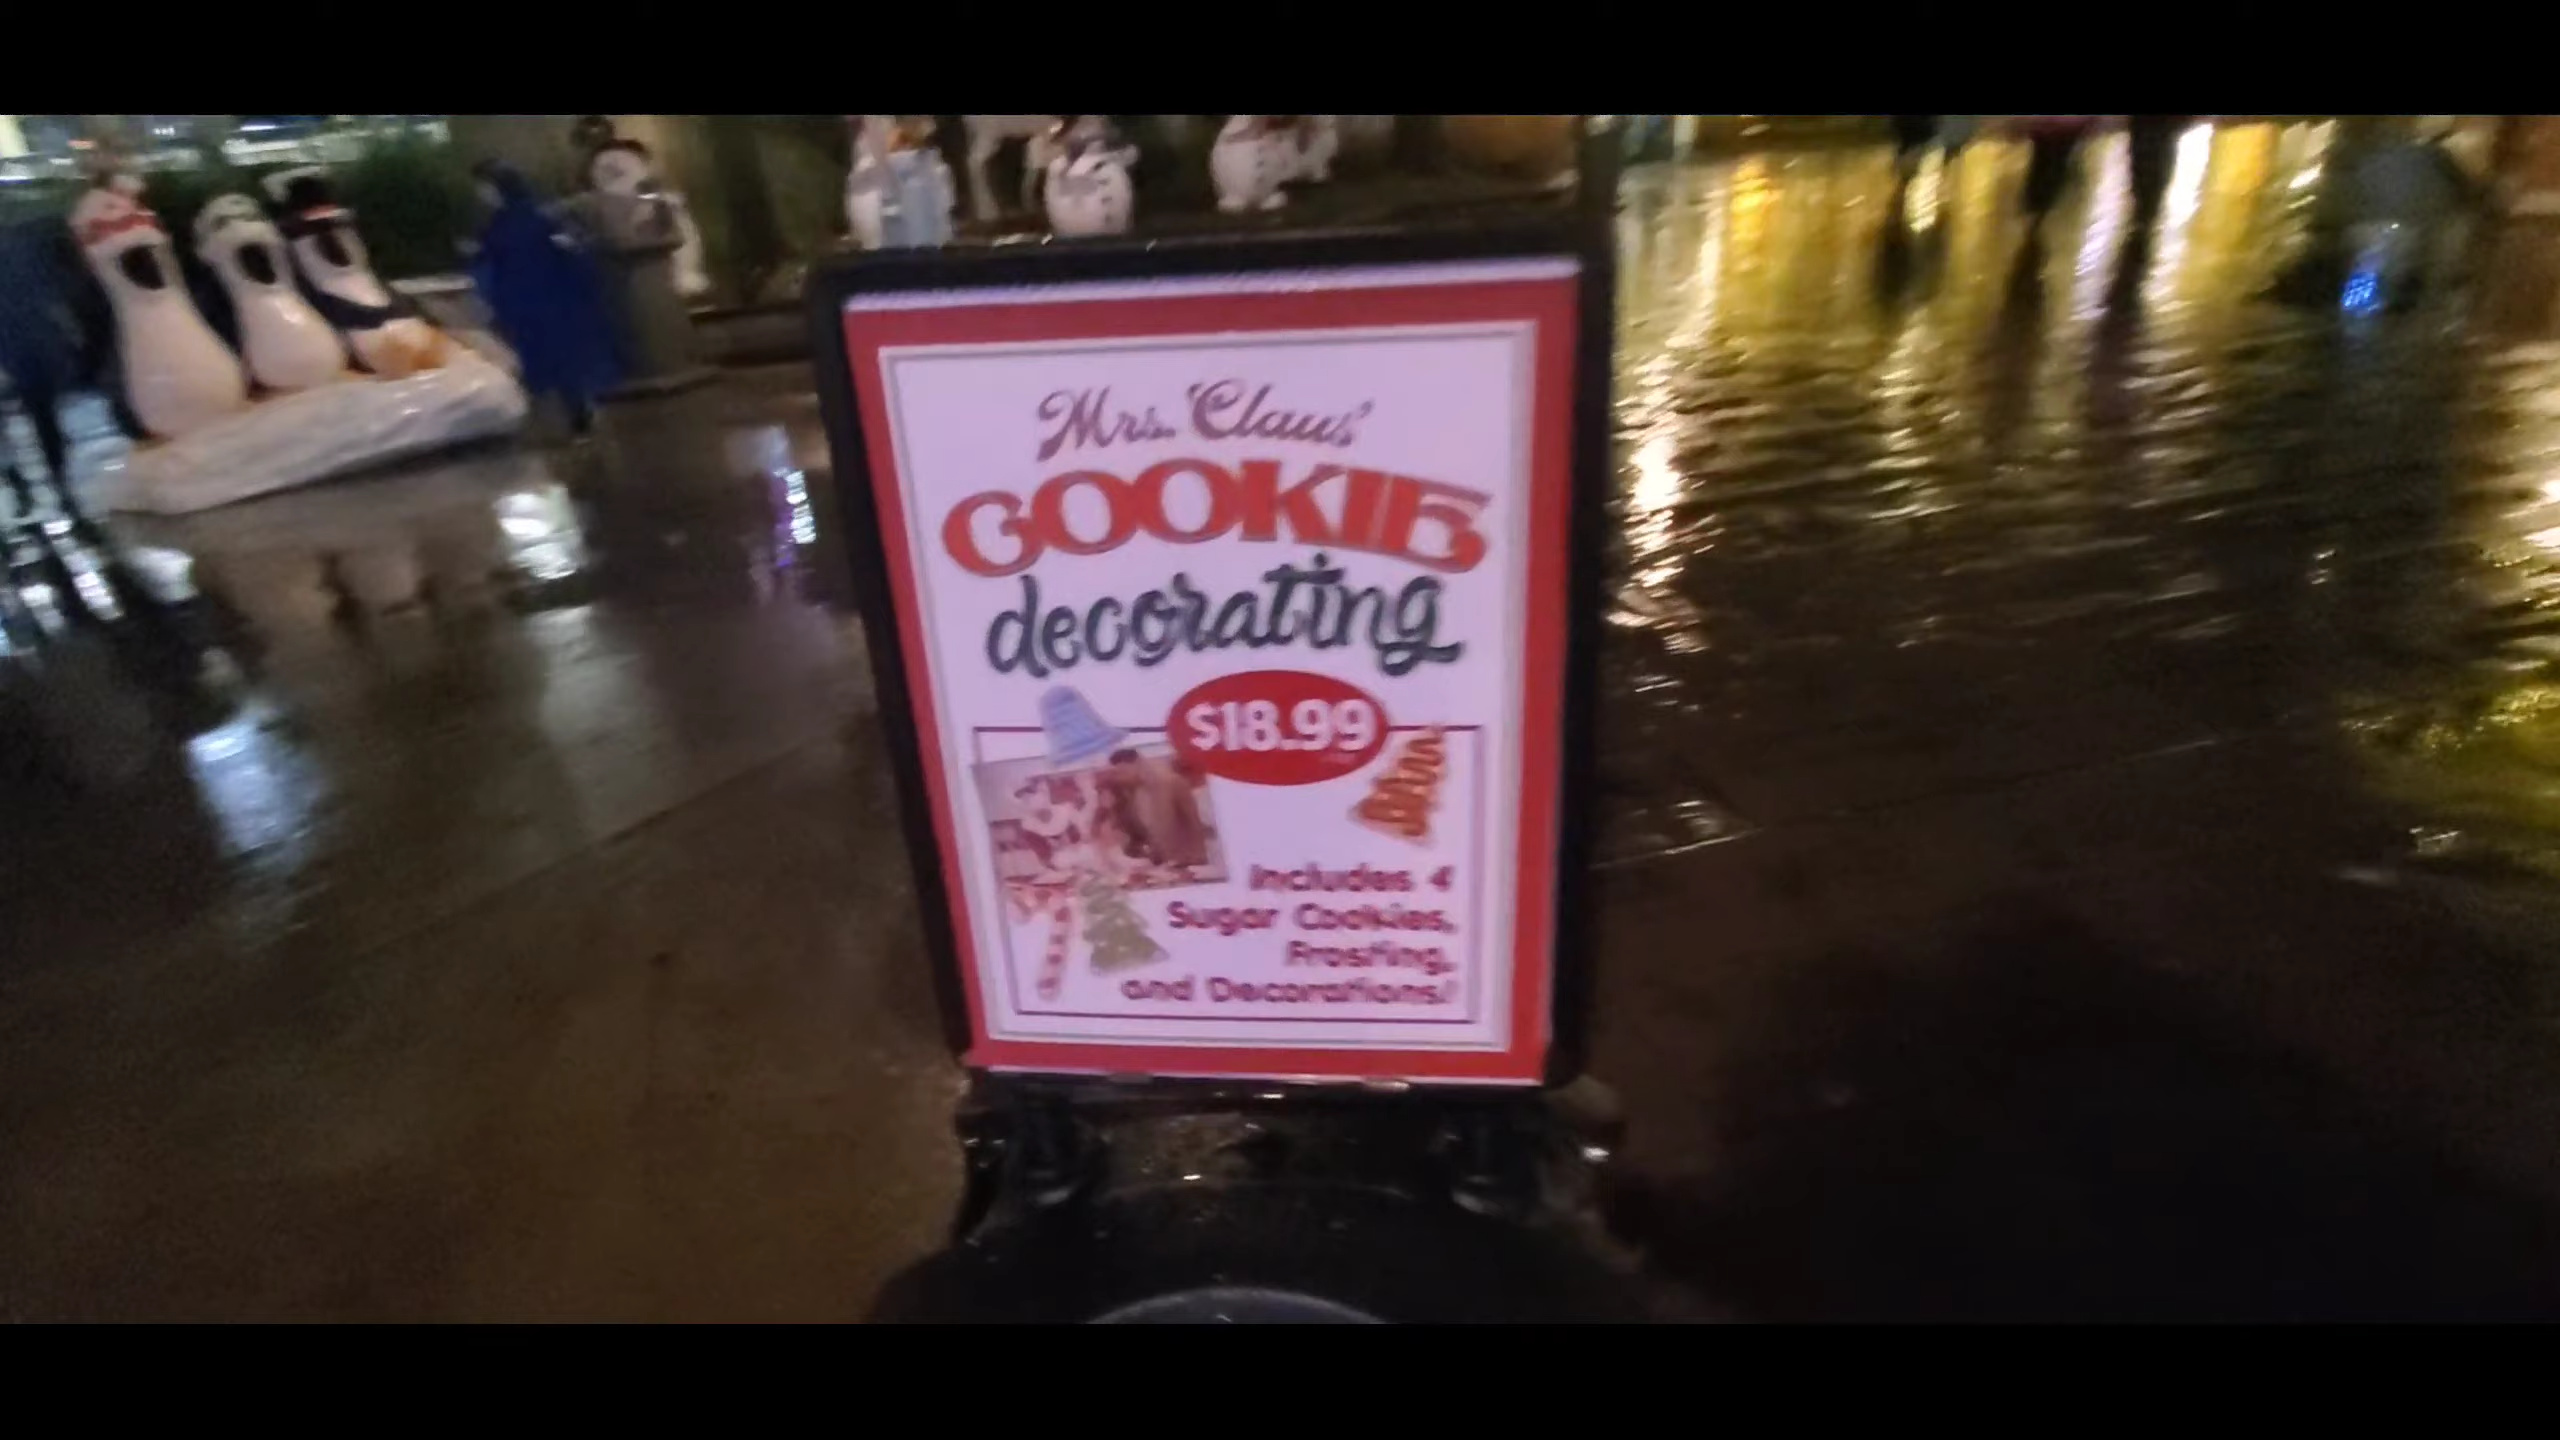 Mrs. Claus'
COOKIE
decorating
$18.99
Includes 4
Sugar Cookies,
Frosting,
and Decorations!